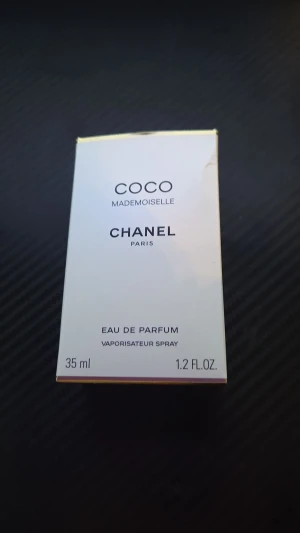 COCO
MADEMOISELLE
CHANEL
PARIS
EAU DE PARFUM
VAPORISATEUR SPRAY
35 ml 1.2 FL.OZ.